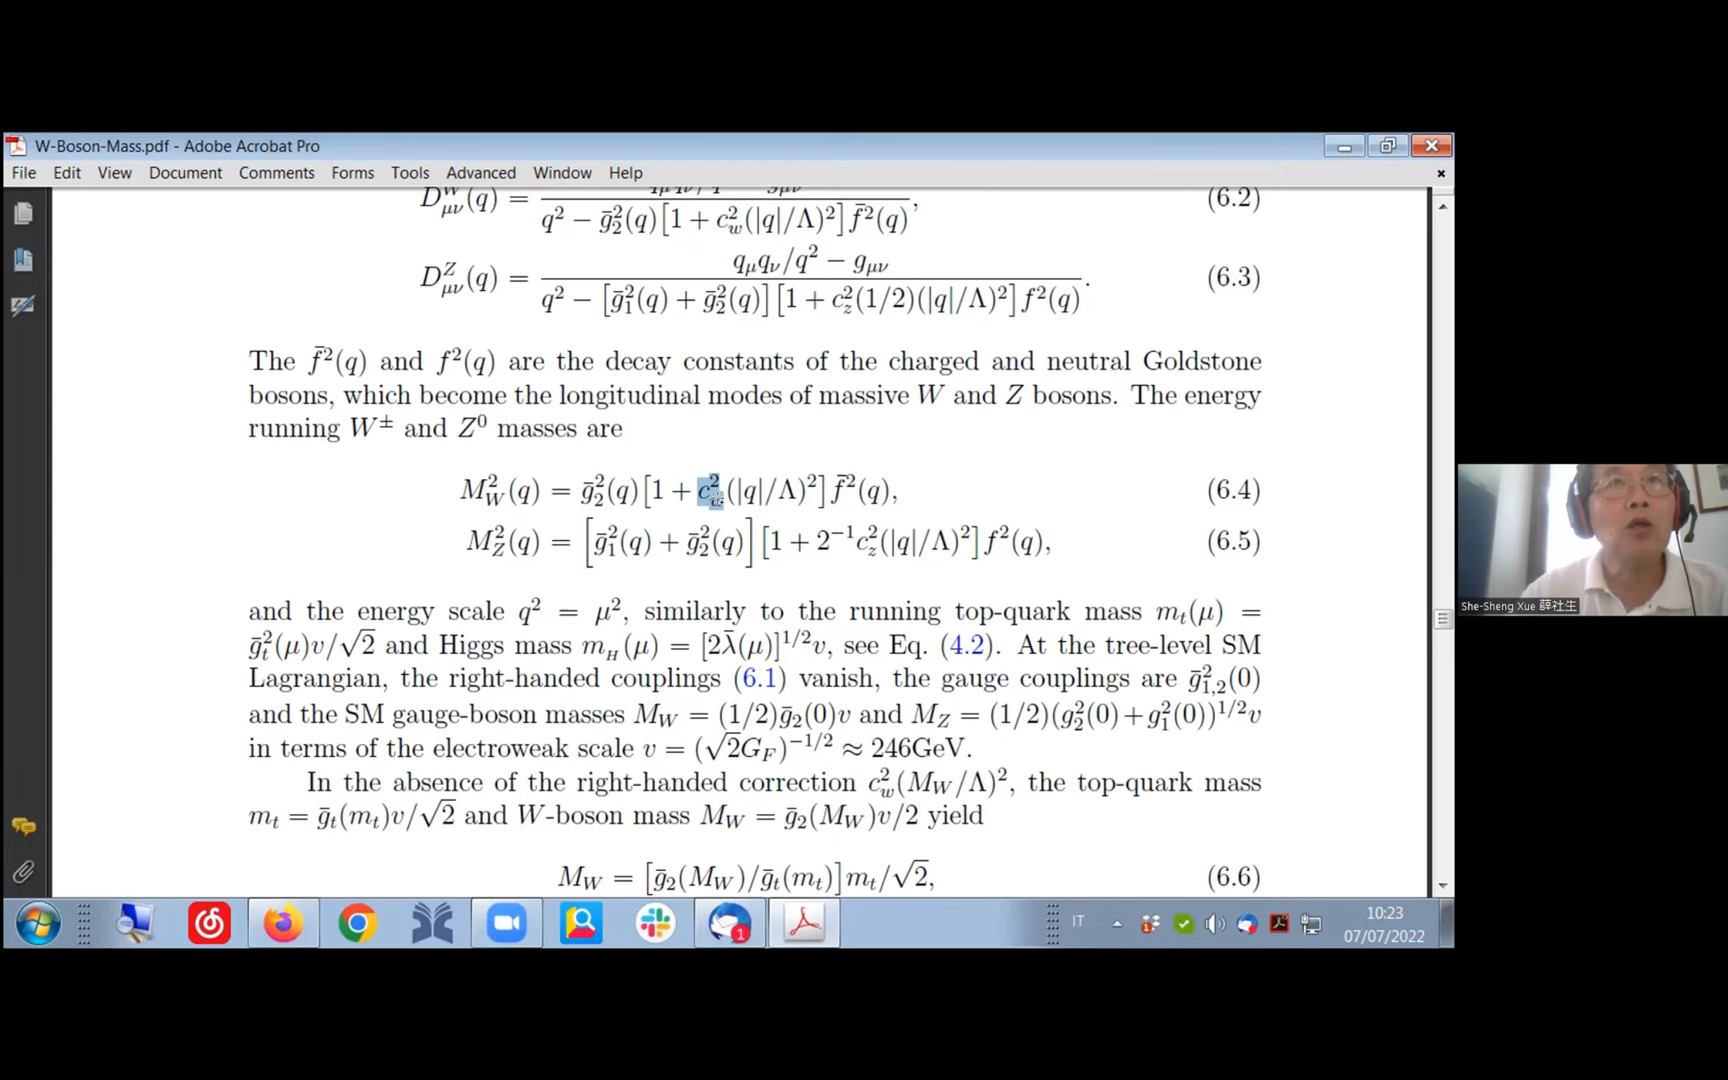 W-Boson-Mass.pdf - Adobe Acrobat Pro
File Edit View Document Comments Forms Tools Advanced Window Help
D^W_{μν}(q) = / q² − ḡ₂²(q)[1 + c_w²(|q|/Λ)²] f̄²(q) , (6.2)
D^Z_{μν}(q) = q_μq_ν/q² − g_{μν} / q² − [ḡ₁²(q) + ḡ₂²(q)][1 + c_z²(1/2)(|q|/Λ)²] f²(q) . (6.3)
The f̄²(q) and f²(q) are the decay constants of the charged and neutral Goldstone
bosons, which become the longitudinal modes of massive W and Z bosons. The energy
running W± and Z⁰ masses are
M_W²(q) = ḡ₂²(q)[1 + c_w²(|q|/Λ)²] f̄²(q), (6.4)
M_Z²(q) = [ḡ₁²(q) + ḡ₂²(q)][1 + 2⁻¹c_z²(|q|/Λ)²] f²(q), (6.5)
and the energy scale q² = μ², similarly to the running top-quark mass m_t(μ) =
ḡ_t²(μ)v/√2 and Higgs mass m_H(μ) = [2λ̄(μ)]^{1/2}v, see Eq. (4.2). At the tree-level SM
Lagrangian, the right-handed couplings (6.1) vanish, the gauge couplings are ḡ²_{1,2}(0)
and the SM gauge-boson masses M_W = (1/2)ḡ₂(0)v and M_Z = (1/2)(g₂²(0)+g₁²(0))^{1/2}v
in terms of the electroweak scale v = (√2G_F)^{−1/2} ≈ 246GeV.
In the absence of the right-handed correction c_w²(M_W/Λ)², the top-quark mass
m_t = ḡ_t(m_t)v/√2 and W-boson mass M_W = ḡ₂(M_W)v/2 yield
M_W = [ḡ₂(M_W)/ḡ_t(m_t)]m_t/√2, (6.6)
She-Sheng Xue 薛社生
1
IT
10:23
07/07/2022